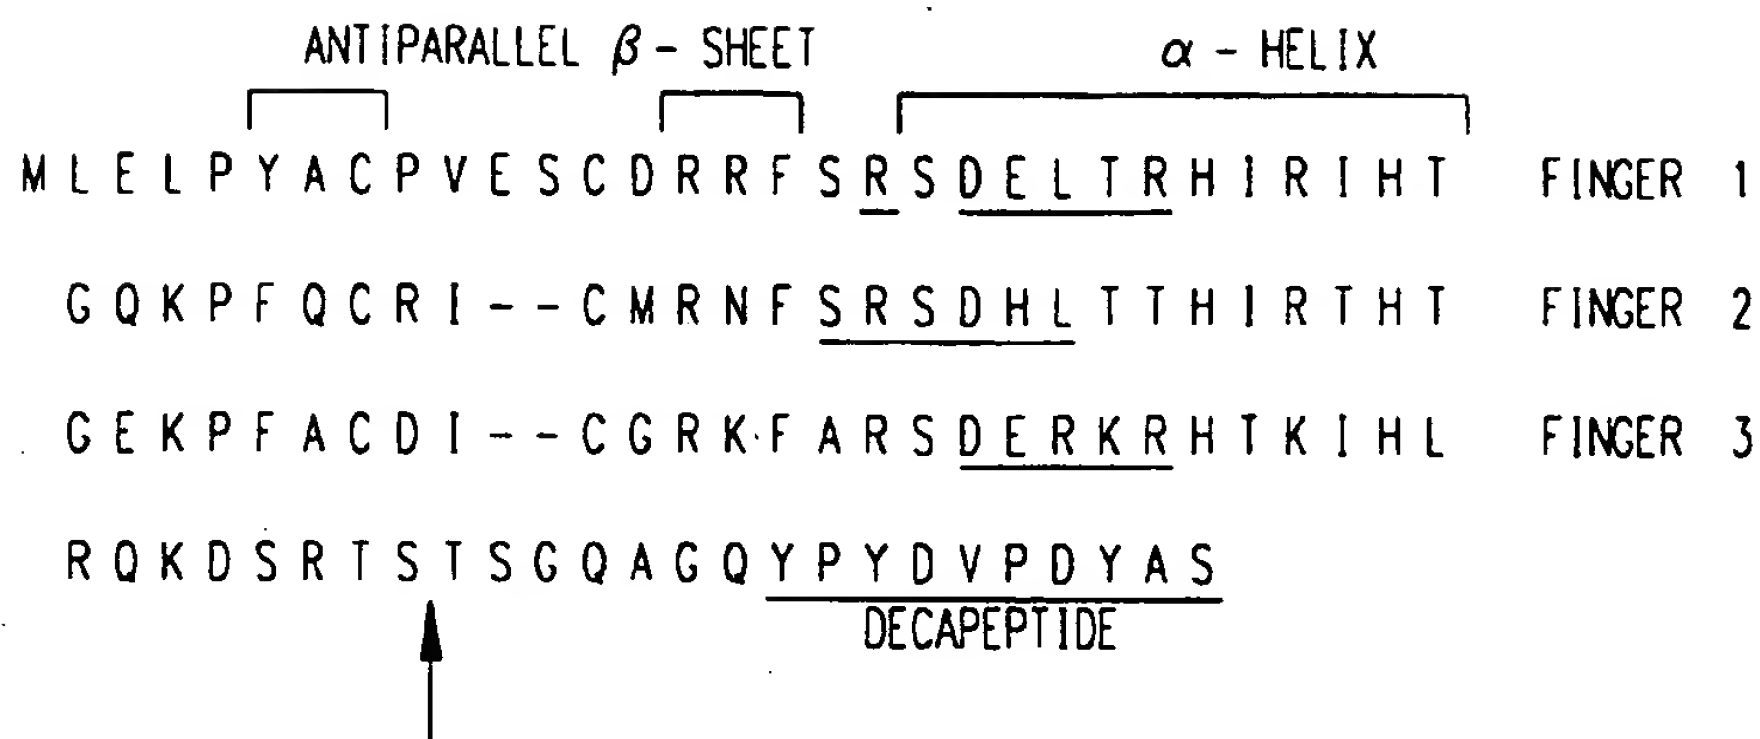 ANTIPARALLEL β - SHEET α - HELIX
M L E L P Y A C P V E S C D R R F S R S D E L T R H I R I H T FINGER 1
G Q K P F Q C R I - - C M R N F S R S D H L T T H I R T H T FINGER 2
G E K P F A C D I - - C G R K F A R S D E R K R H T K I H L FINGER 3
R Q K D S R T S T S G Q A G Q Y P Y D V P D Y A S
DECAPEPTIDE